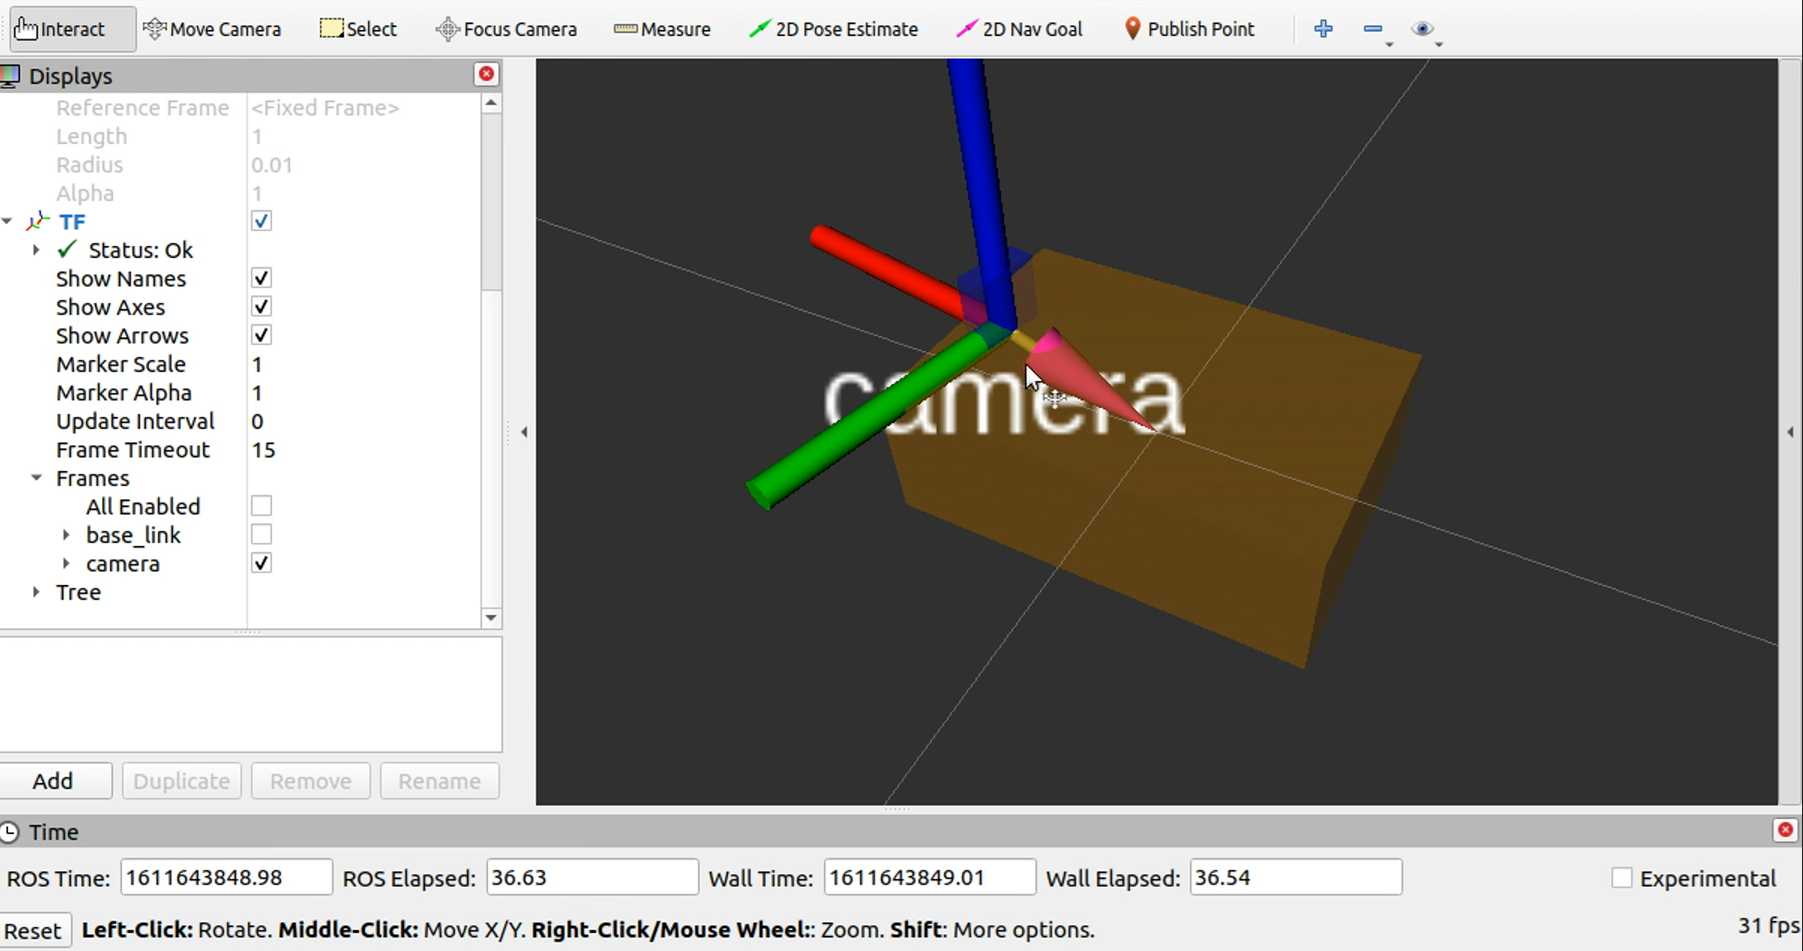 Interact Move Camera Select Focus Camera Measure 2D Pose Estimate 2D Nav Goal Publish Point
Displays
Reference Frame <Fixed Frame>
Length 1
Radius 0.01
Alpha 1
TF
Status: Ok
Show Names
Show Axes
Show Arrows
Marker Scale 1
Marker Alpha 1
Update Interval 0
Frame Timeout 15
Frames
All Enabled
base_link
camera
Tree
camera
Add Duplicate Remove Rename
Time
ROS Time: 1611643848.98 ROS Elapsed: 36.63 Wall Time: 1611643849.01 Wall Elapsed: 36.54 Experimental
Reset Left-Click: Rotate. Middle-Click: Move X/Y. Right-Click/Mouse Wheel:: Zoom. Shift: More options. 31 fps